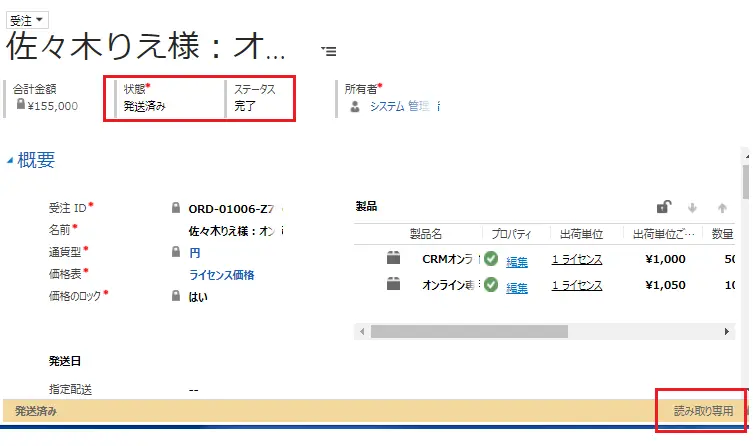 受注
佐々木りえ様：オ...
合計金額 状態* ステータス 所有者*
¥155,000 発送済み 完了 システム 管理
概要
受注 ID* ORD-01006-Z7
名前* 佐々木りえ様：オン
通貨型* 円
価格表* ライセンス価格
価格のロック* はい
製品
製品名 プロパティ 出荷単位 出荷単位ご… 数量
CRMオンラ 編集 1 ライセンス ¥1,000 50
オンライン専 編集 1 ライセンス ¥1,050 10
発送日
指定配送 --
発送済み 読み取り専用